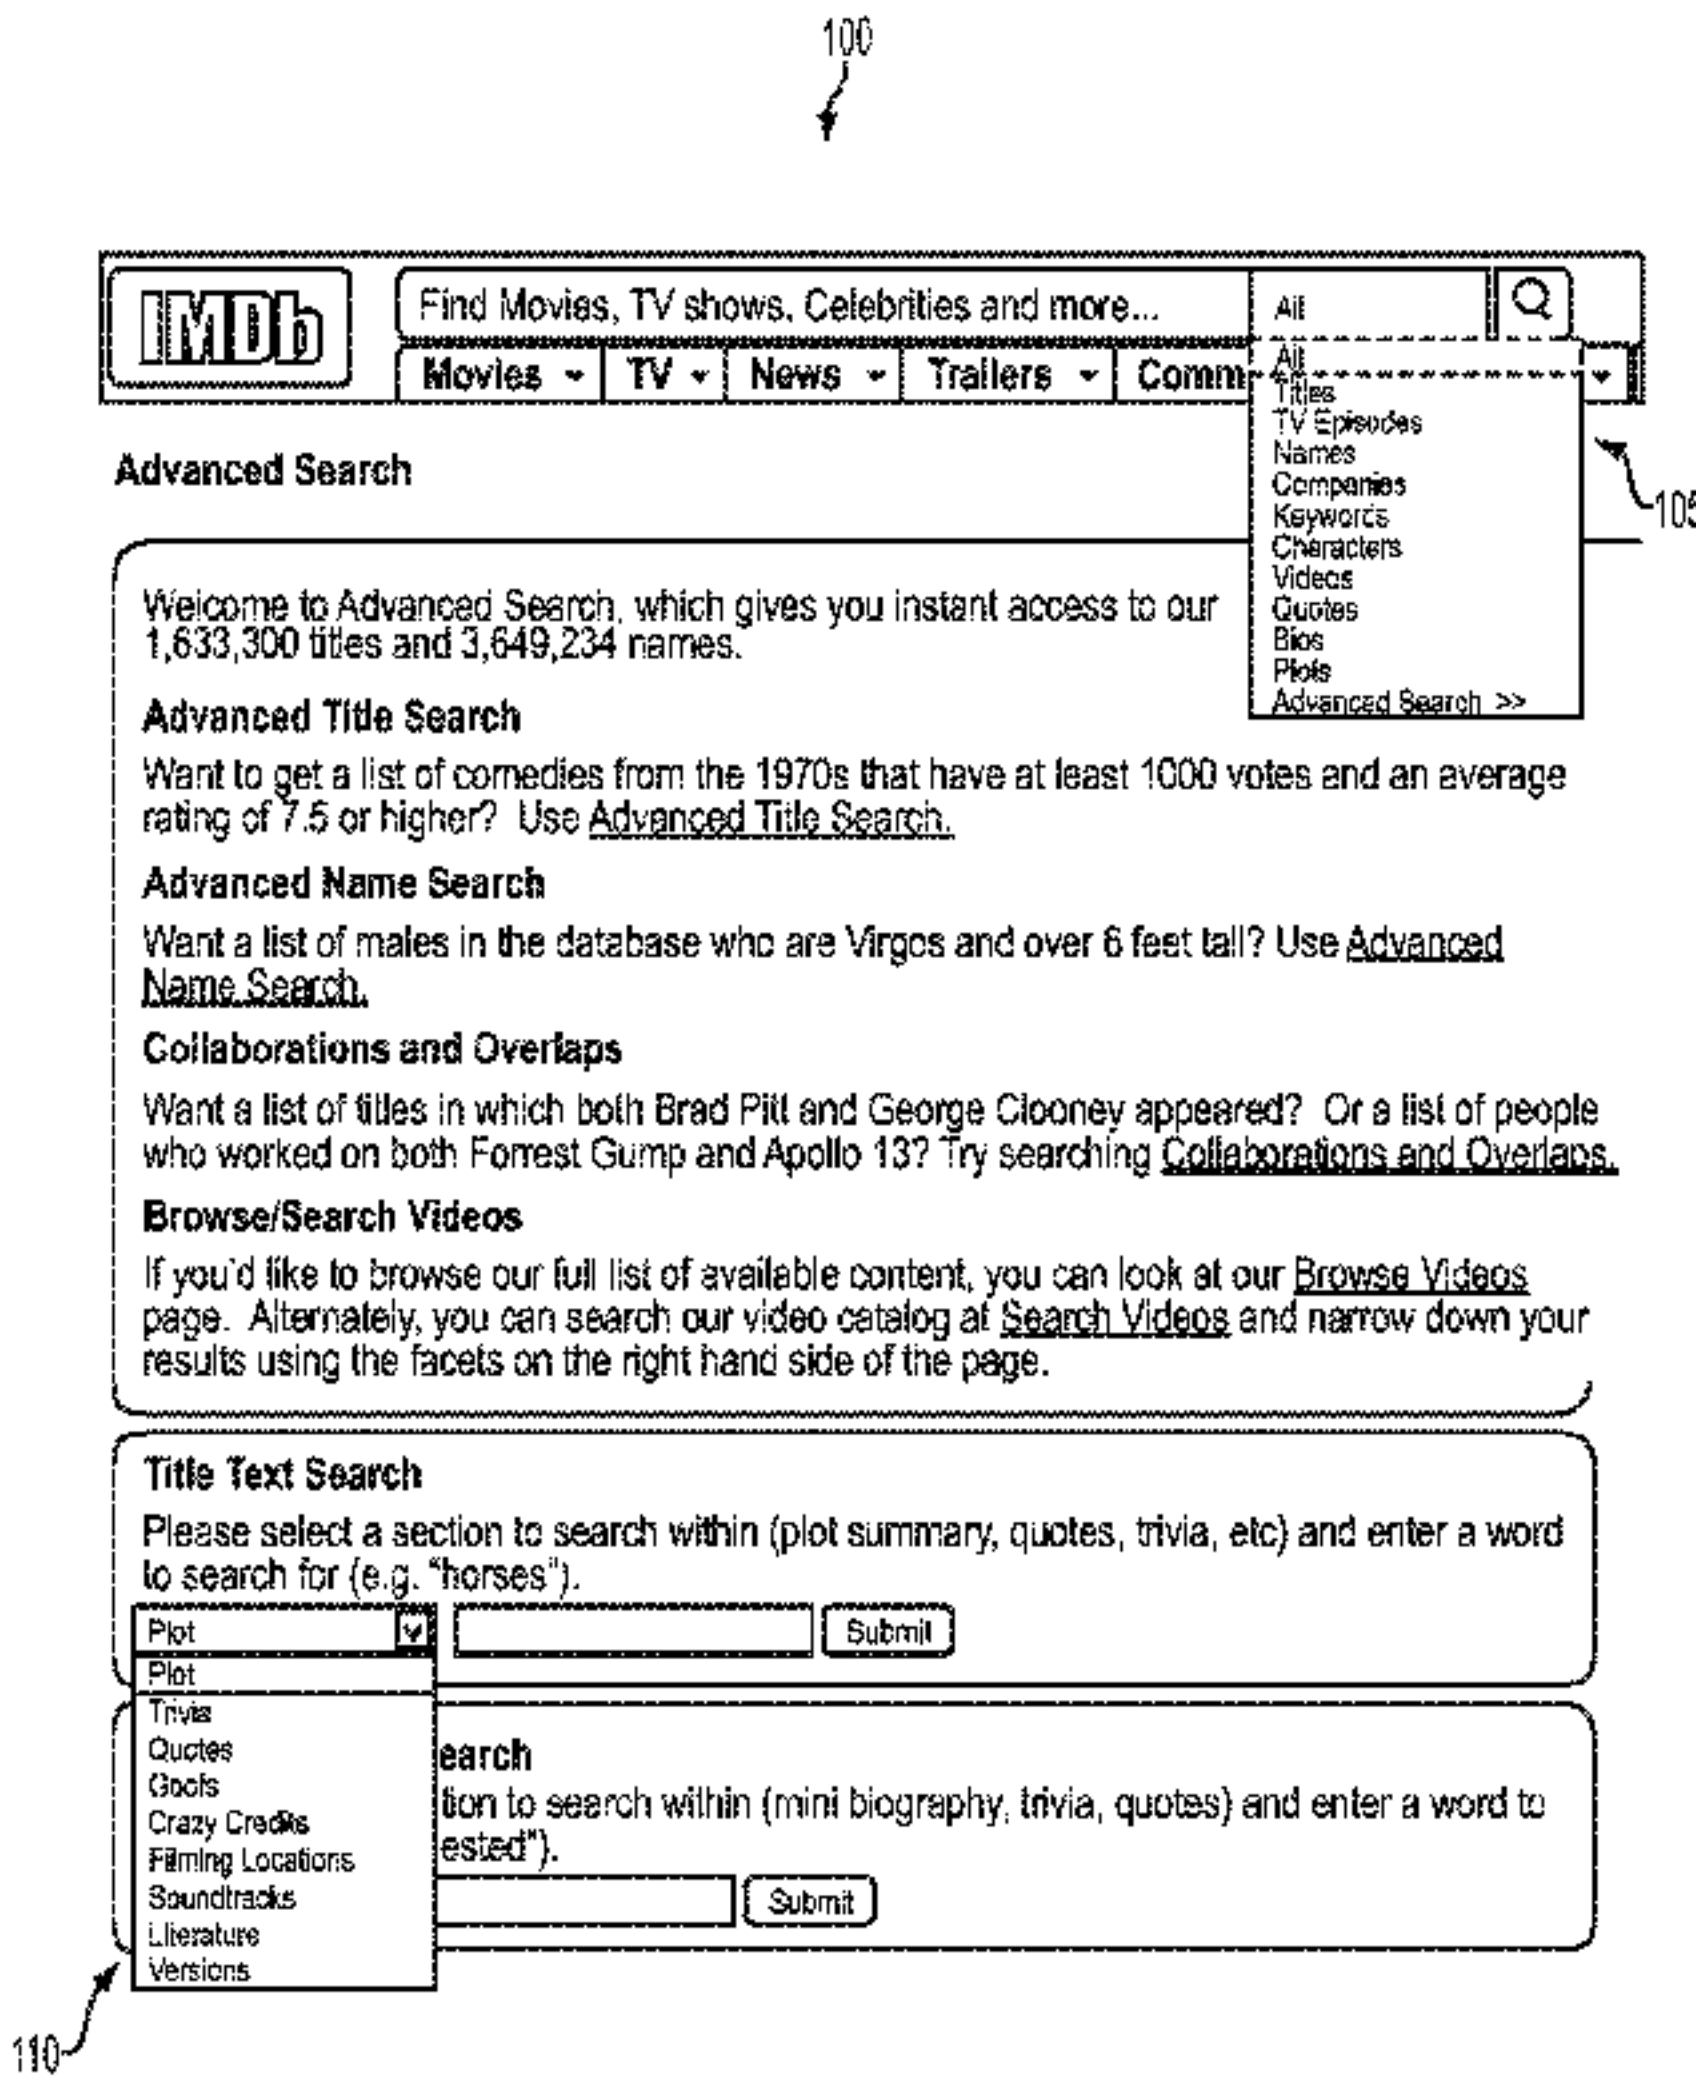 100
IMDb
Find Movies, TV shows, Celebrities and more...
All
Movies TV News Trailers Comm
All
Titles
TV Episodes
Names
Companies
Keywords
Characters
Videos
Quotes
Bios
Plots
Advanced Search >>
105
Advanced Search
Welcome to Advanced Search, which gives you instant access to our
1,633,300 titles and 3,649,234 names.
Advanced Title Search
Want to get a list of comedies from the 1970s that have at least 1000 votes and an average
rating of 7.5 or higher? Use Advanced Title Search.
Advanced Name Search
Want a list of males in the database who are Virgos and over 6 feet tall? Use Advanced
Name Search.
Collaborations and Overlaps
Want a list of titles in which both Brad Pitt and George Clooney appeared? Or a list of people
who worked on both Forrest Gump and Apollo 13? Try searching Collaborations and Overlaps.
Browse/Search Videos
If you'd like to browse our full list of available content, you can look at our Browse Videos
page. Alternately, you can search our video catalog at Search Videos and narrow down your
results using the facets on the right hand side of the page.
Title Text Search
Please select a section to search within (plot summary, quotes, trivia, etc) and enter a word
to search for (e.g. "horses").
Plot Submit
Plot
Trivia
Quotes
Goofs
Crazy Credits
Filming Locations
Soundtracks
Literature
Versions
earch
tion to search within (mini biography, trivia, quotes) and enter a word to
ested").
Submit
110